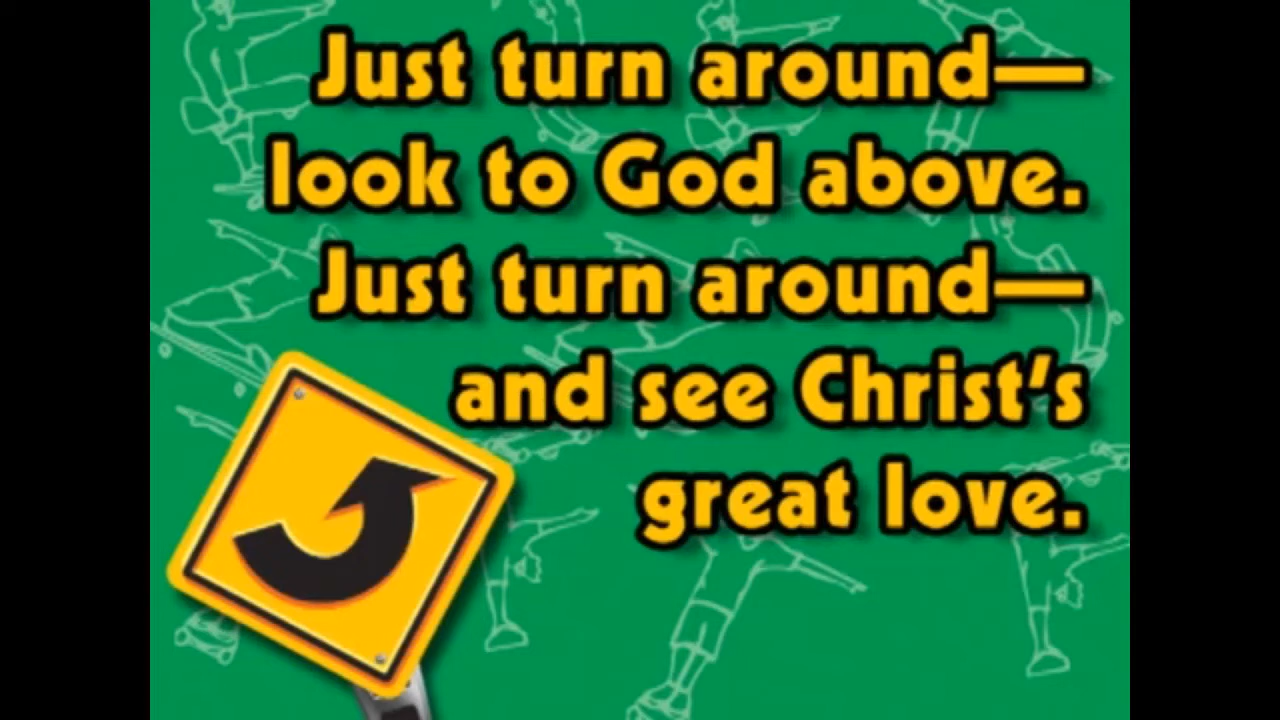 Just turn around—
look to God above.
Just turn around—
and see Christ's
great love.